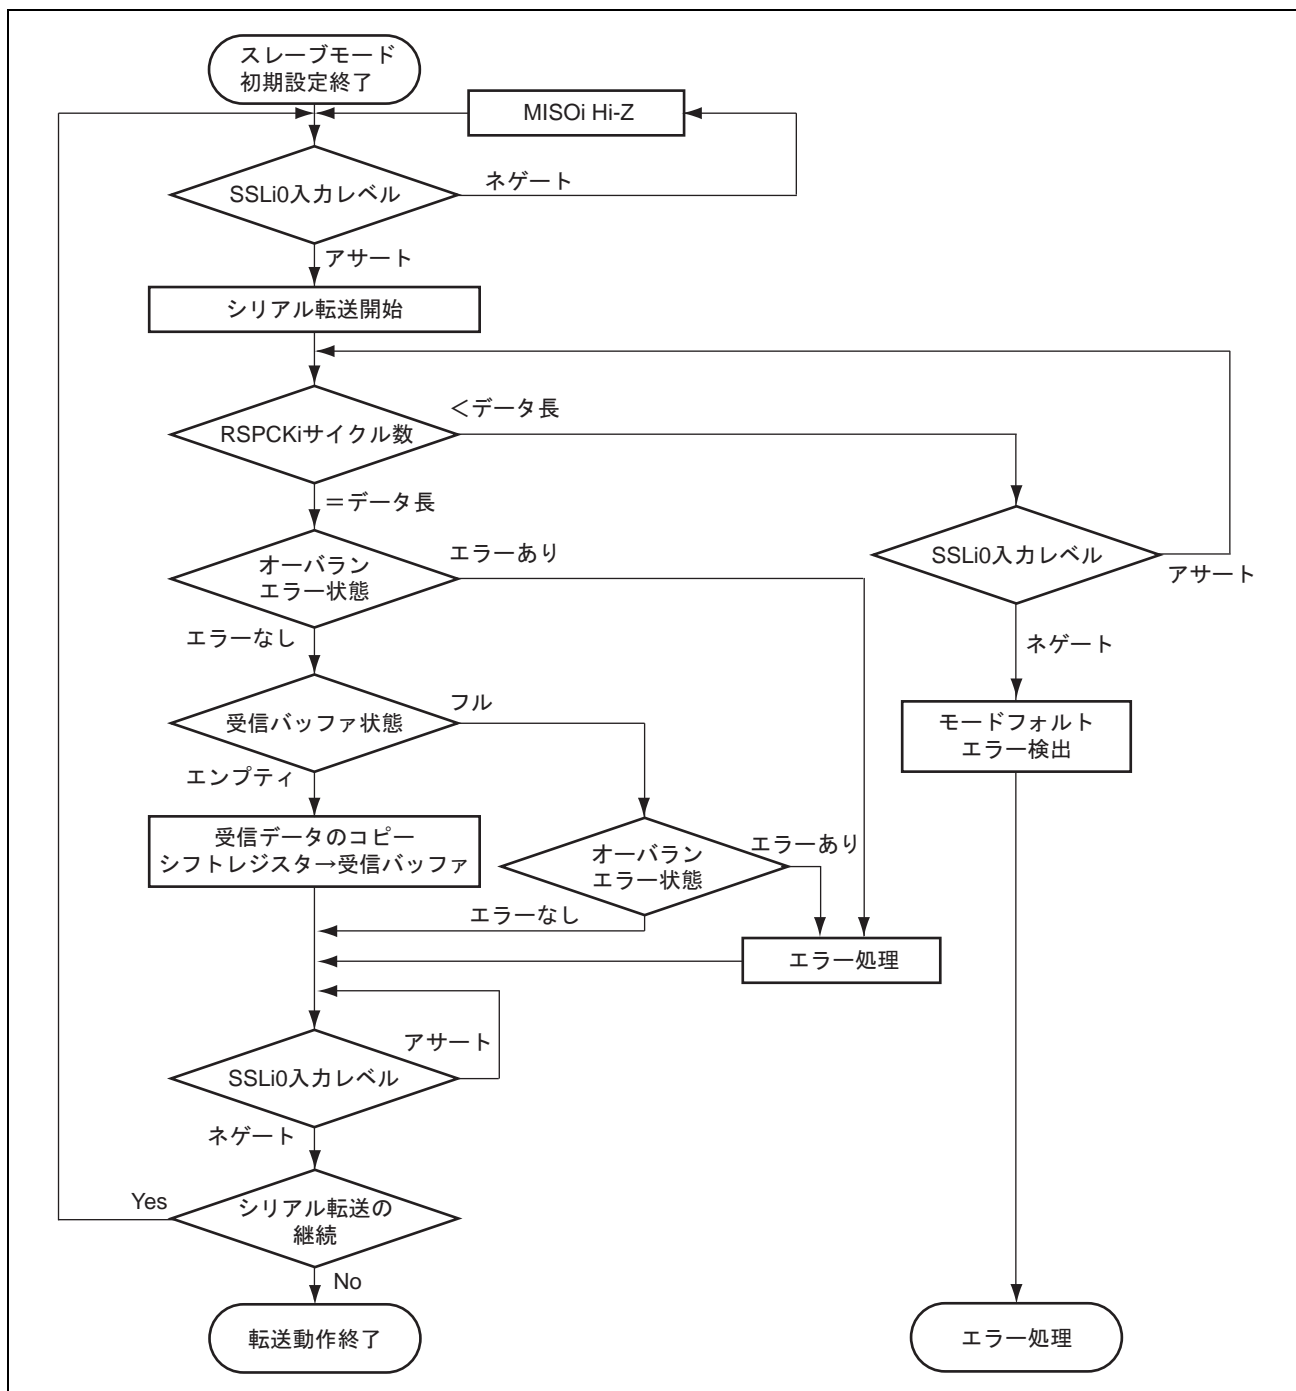 スレーブモード
初期設定終了
MISOi Hi-Z
SSLi0入力レベル
ネゲート
アサート
シリアル転送開始
RSPCKiサイクル数
＜データ長
＝データ長
SSLi0入力レベル
アサート
ネゲート
モードフォルト
エラー検出
オーバラン
エラー状態
エラーあり
エラーなし
受信バッファ状態
フル
エンプティ
受信データのコピー
シフトレジスタ→受信バッファ
オーバラン
エラー状態
エラーあり
エラーなし
エラー処理
SSLi0入力レベル
アサート
ネゲート
シリアル転送の
継続
Yes
No
転送動作終了
エラー処理